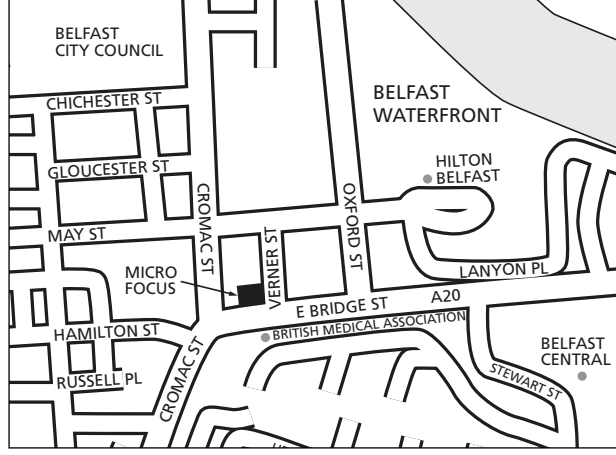 BELFAST
CITY COUNCIL
CHICHESTER ST
BELFAST
WATERFRONT
GLOUCESTER ST
HILTON
BELFAST
CROMAC ST
OXFORD ST
MAY ST
VERNER ST
MICRO
FOCUS
LANYON PL
E BRIDGE ST
A20
HAMILTON ST
BRITISH MEDICAL ASSOCIATION
BELFAST
CENTRAL
CROMAC ST
RUSSELL PL
STEWART ST